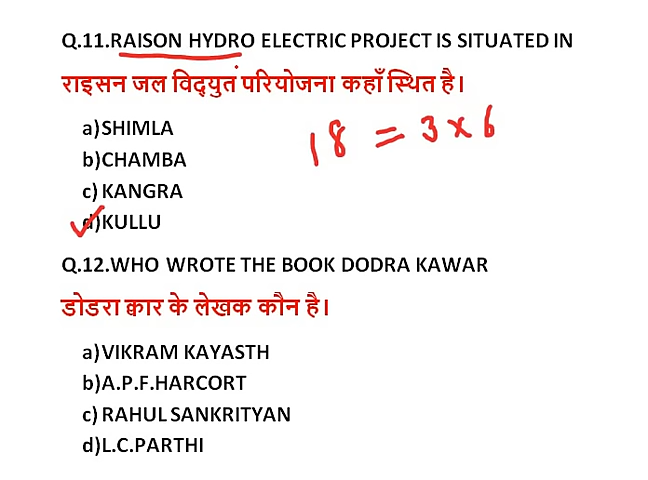 Q.11.RAISON HYDRO ELECTRIC PROJECT IS SITUATED IN
राइसन जल विद्युत परियोजना कहाँ स्थित है।
a)SHIMLA
18 = 3 x 6
b)CHAMBA
c) KANGRA
d)KULLU
Q.12.WHO WROTE THE BOOK DODRA KAWAR
डोडरा क्वार के लेखक कौन है।
a)VIKRAM KAYASTH
b)A.P.F.HARCORT
c) RAHUL SANKRITYAN
d)L.C.PARTHI